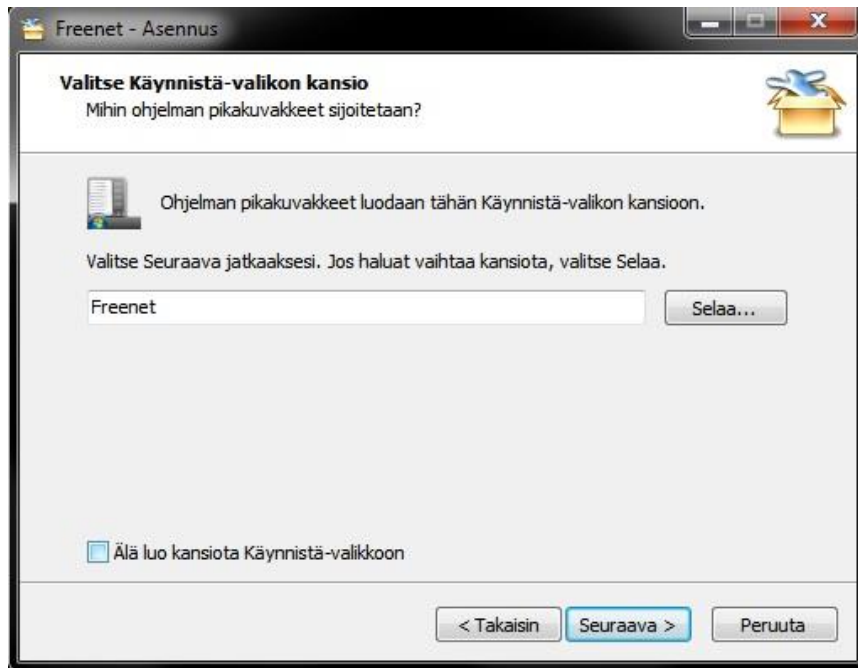 Freenet - Asennus
Valitse Käynnistä-valikon kansio
Mihin ohjelman pikakuvakkeet sijoitetaan?
Ohjelman pikakuvakkeet luodaan tähän Käynnistä-valikon kansioon.
Valitse Seuraava jatkaaksesi. Jos haluat vaihtaa kansiota, valitse Selaa.
Freenet
Selaa...
Älä luo kansiota Käynnistä-valikkoon
< Takaisin
Seuraava >
Peruuta